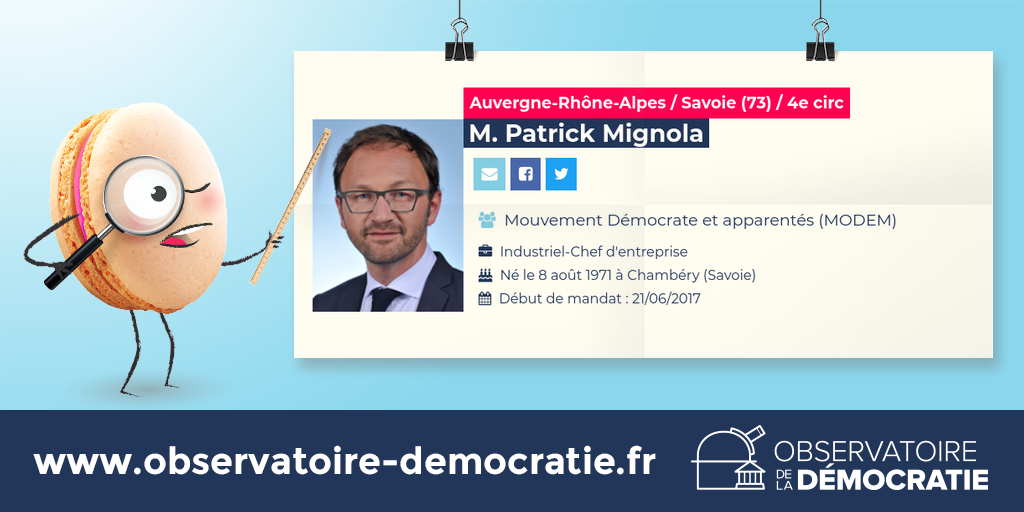 Auvergne-Rhône-Alpes / Savoie (73) / 4e circ
M. Patrick Mignola
Mouvement Démocrate et apparentés (MODEM)
Industriel-Chef d'entreprise
Né le 8 août 1971 à Chambéry (Savoie)
Début de mandat : 21/06/2017
www.observatoire-democratie.fr
OBSERVATOIRE
DE LA DÉMOCRATIE